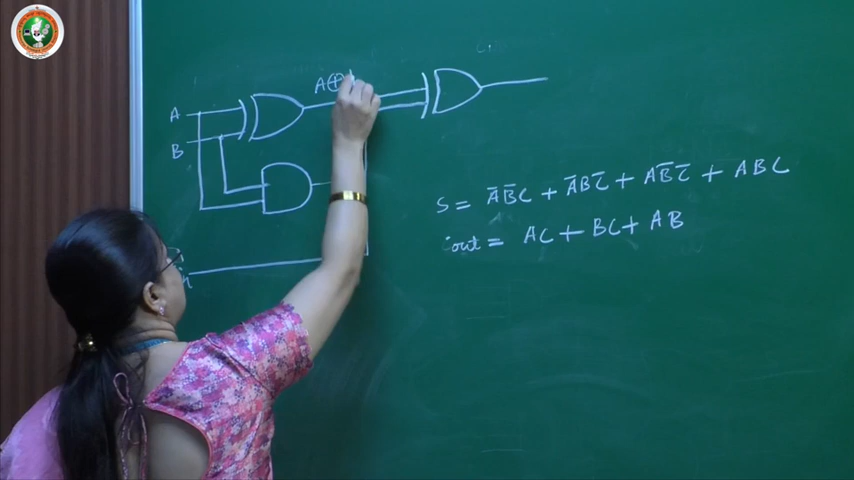 A⊕
A
B
S = A̅B̅C + A̅BC̅ + AB̅C̅ + ABC
out = AC + BC + AB